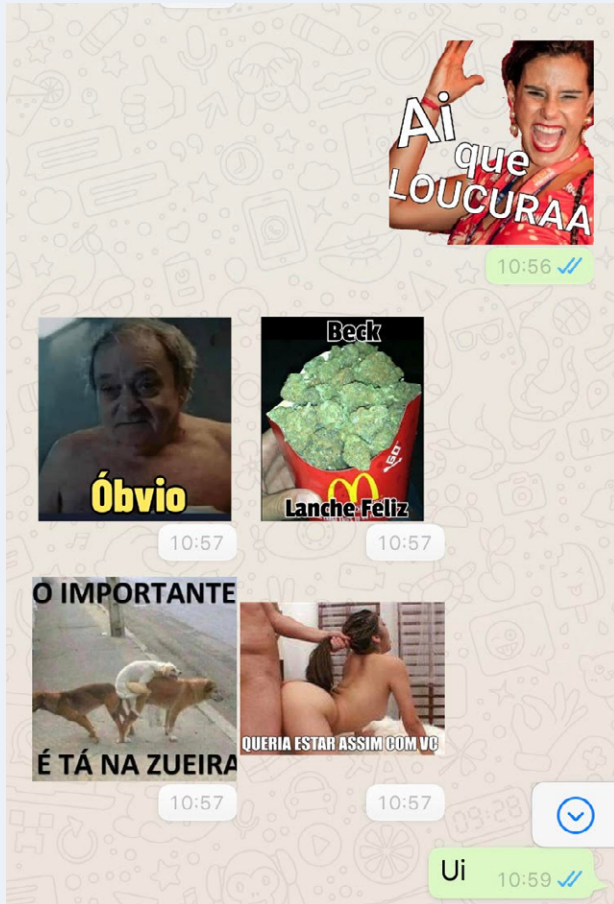 Ai
que
LOUCURAA
10:56
Beck
GO
Óbvio
Lanche Feliz
10:57
10:57
O IMPORTANTE
É TÁ NA ZUEIRA
QUERIA ESTAR ASSIM COM VC
10:57
10:57
Ui
10:59